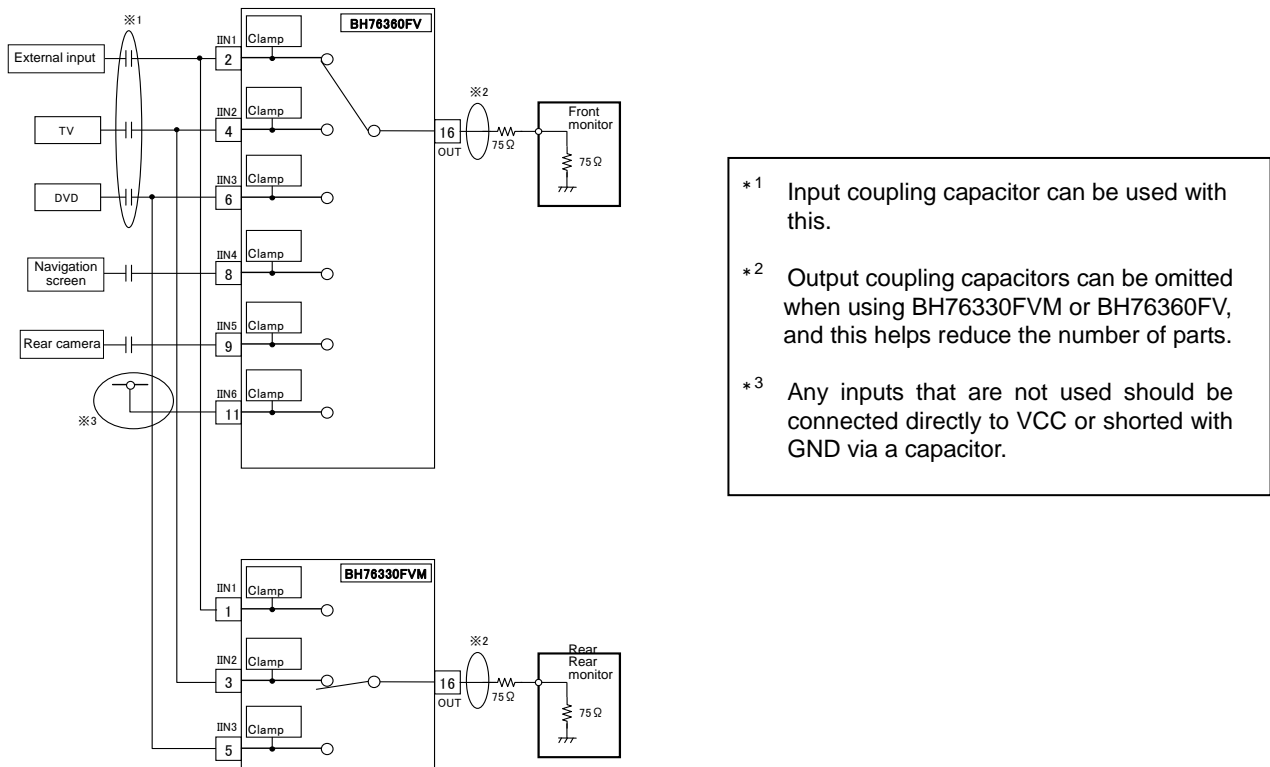 ※1
BH76360FV
External input
IIN1
2
Clamp
TV
IIN2
4
Clamp
※2
16
OUT
75Ω
Front
monitor
75Ω
DVD
IIN3
6
Clamp
Navigation
screen
IIN4
8
Clamp
Rear camera
IIN5
9
Clamp
※3
IIN6
11
Clamp
BH76330FVM
IIN1
1
Clamp
IIN2
3
Clamp
※2
16
OUT
75Ω
Rear
Rear
monitor
75Ω
IIN3
5
Clamp
*1 Input coupling capacitor can be used with
this.
*2 Output coupling capacitors can be omitted
when using BH76330FVM or BH76360FV,
and this helps reduce the number of parts.
*3 Any inputs that are not used should be
connected directly to VCC or shorted with
GND via a capacitor.